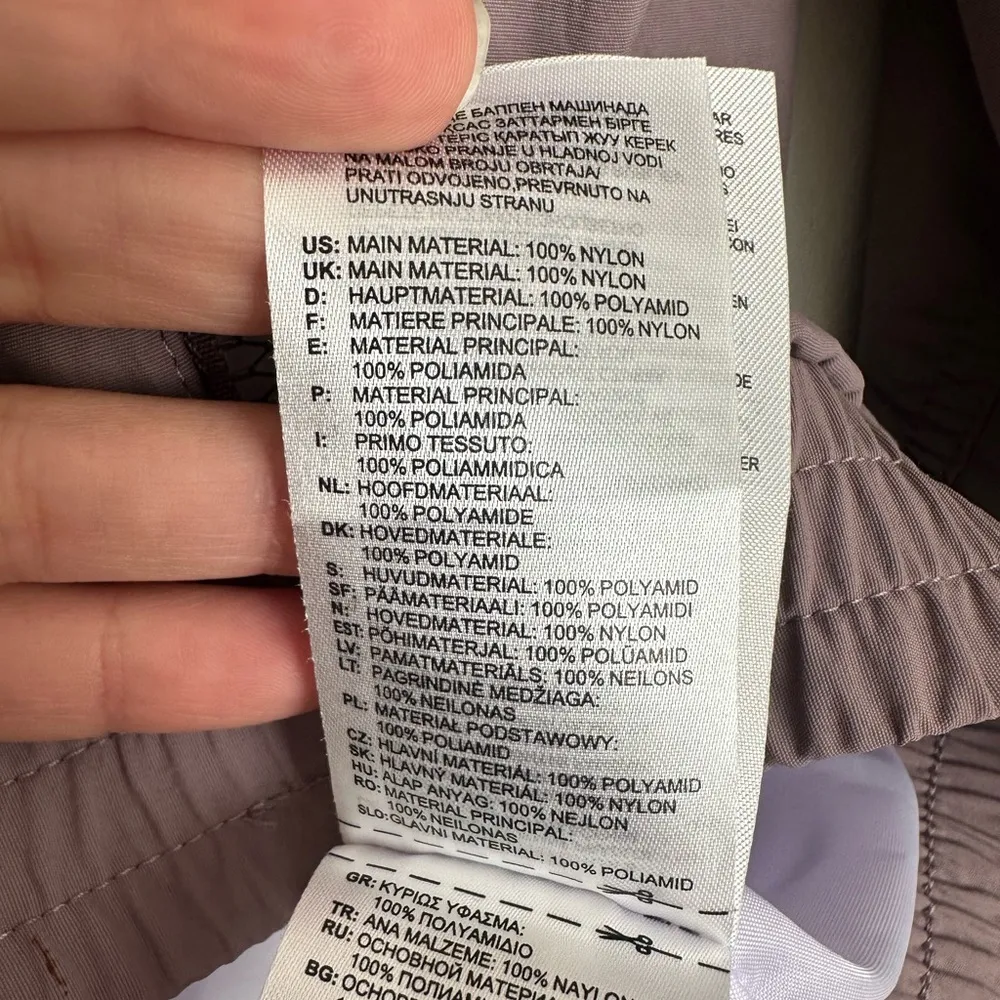 БАППЕН МАШИНАДА
ЗАТТАРМЕН БІРГЕ
ҚАРАТЫП ЖУУ КЕРЕК
PRANJE U HLADNOJ VODI
NA MALOM BROJU OBRTAJA/
PRATI ODVOJENO,PREVRNUTO NA
UNUTRASNJU STRANU
US: MAIN MATERIAL: 100% NYLON
UK: MAIN MATERIAL: 100% NYLON
D: HAUPTMATERIAL: 100% POLYAMID
F: MATIERE PRINCIPALE: 100% NYLON
E: MATERIAL PRINCIPAL:
100% POLIAMIDA
P: MATERIAL PRINCIPAL:
100% POLIAMIDA
I: PRIMO TESSUTO:
100% POLIAMMIDICA
NL: HOOFDMATERIAAL:
100% POLYAMIDE
DK: HOVEDMATERIALE:
100% POLYAMID
S: HUVUDMATERIAL: 100% POLYAMID
SF: PÄÄMATERIAALI: 100% POLYAMIDI
N: HOVEDMATERIAL: 100% NYLON
EST: PÕHIMATERJAL: 100% POLÜAMIID
LV: PAMATMATERIĀLS: 100% NEILONS
LT: PAGRINDINĖ MEDŽIAGA:
100% NEILONAS
PL: MATERIAŁ PODSTAWOWY:
100% POLIAMID
CZ: HLAVNÍ MATERIÁL: 100% POLYAMID
SK: HLAVNÝ MATERIÁL: 100% NYLON
HU: ALAP ANYAG: 100% NEJLON
RO: MATERIAL PRINCIPAL:
100% NEILONAS
SLO: GLAVNI MATERIAL: 100% POLIAMID
GR: ΚΥΡΙΩΣ ΥΦΑΣΜΑ:
100% ΠΟΛΥΑΜΙΔΙΟ
TR: ANA MALZEME: 100% NAYLON
RU: ОСНОВНОЙ
100%
BG: